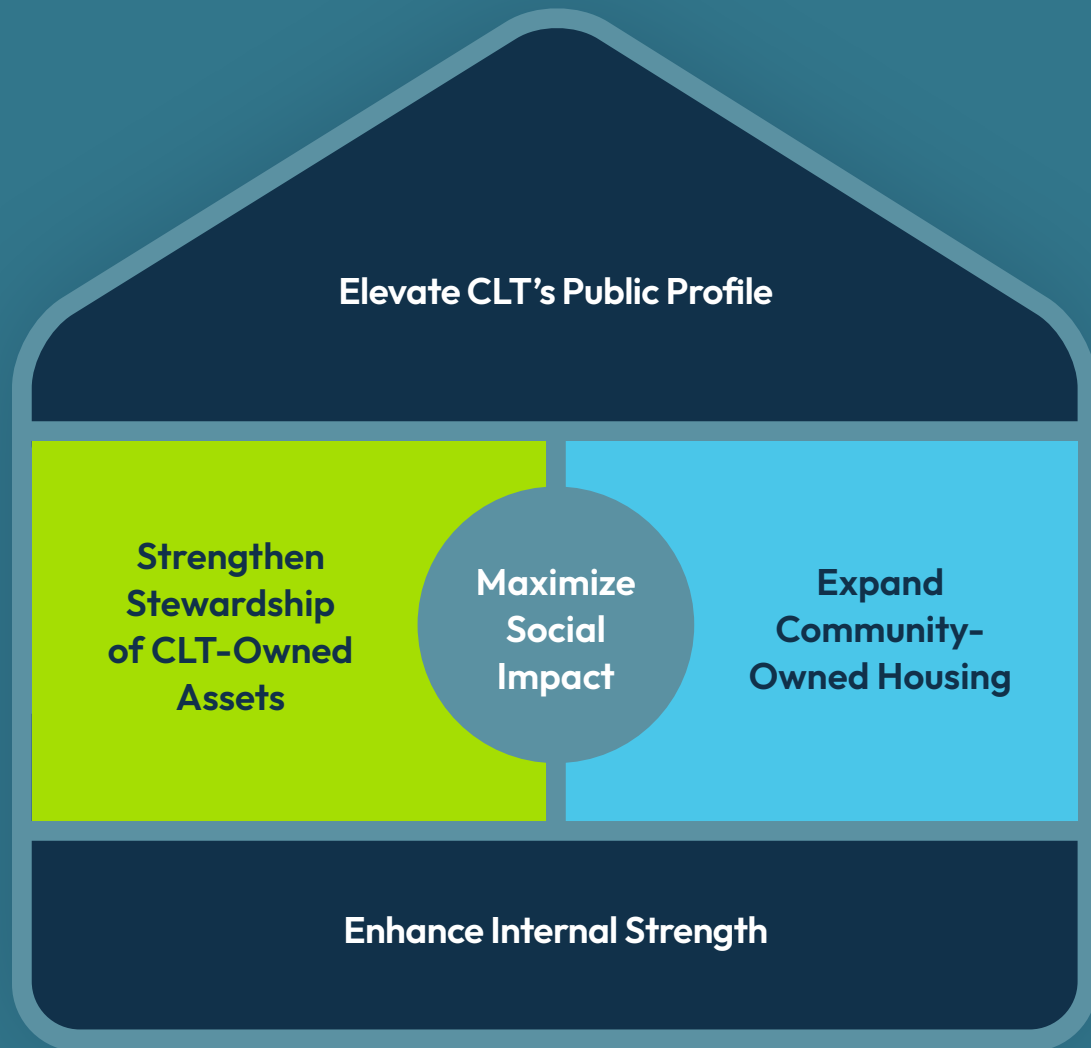 Elevate CLT’s Public Profile
Strengthen
Stewardship
of CLT-Owned
Assets
Maximize
Social
Impact
Expand
Community-
Owned Housing
Enhance Internal Strength